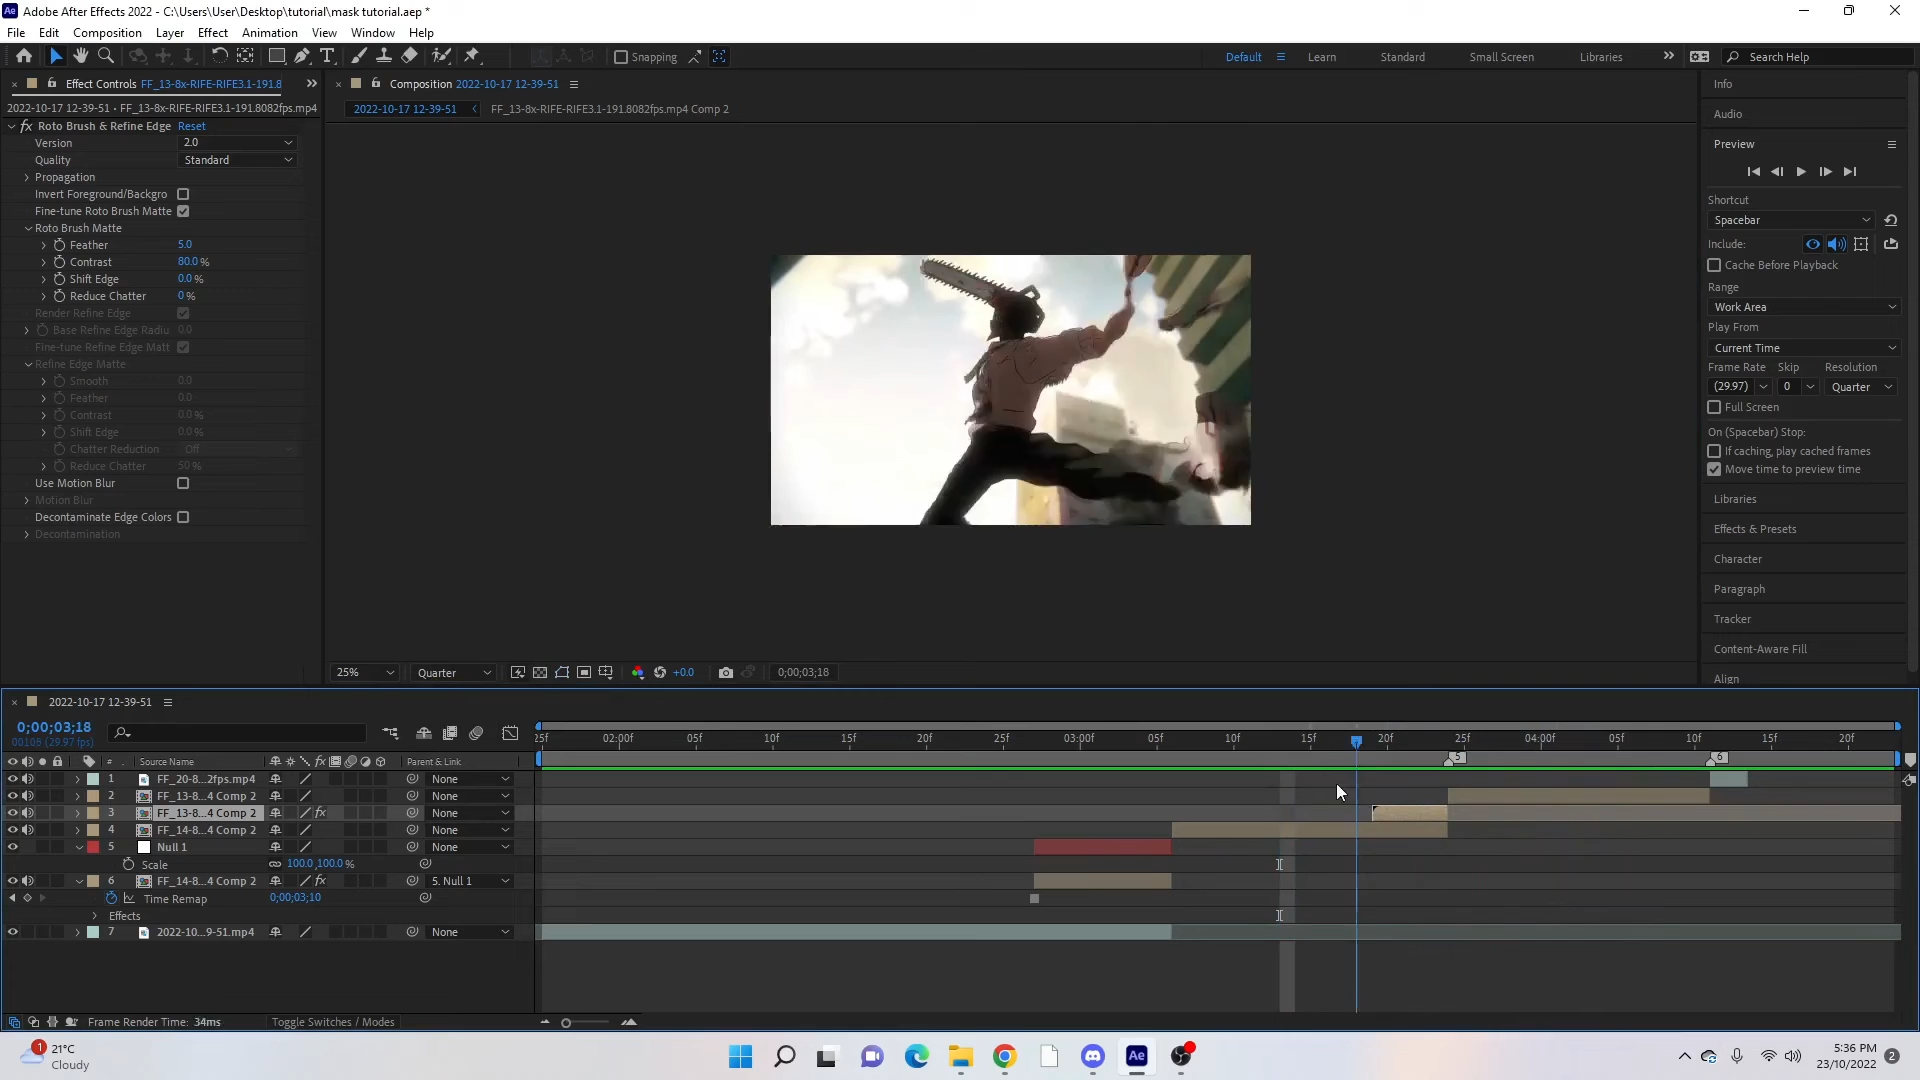 Adobe After Effects 2022 - C:\Users\User\Desktop\tutorial\mask tutorial.aep *
File Edit Composition Layer Effect Animation View Window Help
Snapping
Default Learn Standard Small Screen Libraries
Search Help
Effect Controls FF_13-8x-RIFE-RIFE3.1-191.8
2022-10-17 12-39-51 • FF_13-8x-RIFE-RIFE3.1-191.8082fps.mp4
Roto Brush & Refine Edge Reset
Version 2.0
Quality Standard
Propagation
Invert Foreground/Backgro
Fine-tune Roto Brush Matte
Roto Brush Matte
Feather 5.0
Contrast 80.0 %
Shift Edge 0.0 %
Reduce Chatter 0 %
Render Refine Edge
Base Refine Edge Radiu 0.0
Fine-tune Refine Edge Matt
Refine Edge Matte
Smooth 0.0
Feather 0.0
Contrast 0.0 %
Shift Edge 0.0 %
Chatter Reduction Off
Reduce Chatter 50 %
Use Motion Blur
Motion Blur
Decontaminate Edge Colors
Decontamination
Composition 2022-10-17 12-39-51
2022-10-17 12-39-51 FF_13-8x-RIFE-RIFE3.1-191.8082fps.mp4 Comp 2
25% Quarter +0.0 0;00;03;18
Info
Audio
Preview
Shortcut
Spacebar
Include:
Cache Before Playback
Range
Work Area
Play From
Current Time
Frame Rate Skip Resolution
(29.97) 0 Quarter
Full Screen
On (Spacebar) Stop:
If caching, play cached frames
Move time to preview time
Libraries
Effects & Presets
Character
Paragraph
Tracker
Content-Aware Fill
Align
2022-10-17 12-39-51
0;00;03;18
00108 (29.97 fps)
:25f 02:00f 05f 10f 15f 20f 25f 03:00f 05f 10f 15f 20f 25f 04:00f 05f 10f 15f 20f
# Source Name Parent & Link
5 6
1 FF_20-8...2fps.mp4 None
2 FF_13-8...4 Comp 2 None
3 FF_13-8...4 Comp 2 None
4 FF_14-8...4 Comp 2 None
5 Null 1 None
Scale 100.0,100.0 %
6 FF_14-8...4 Comp 2 5. Null 1
Time Remap 0;00;03;10
Effects
7 2022-10...9-51.mp4 None
Frame Render Time: 34ms Toggle Switches / Modes
1 21°C
Cloudy
5:36 PM
23/10/2022
2